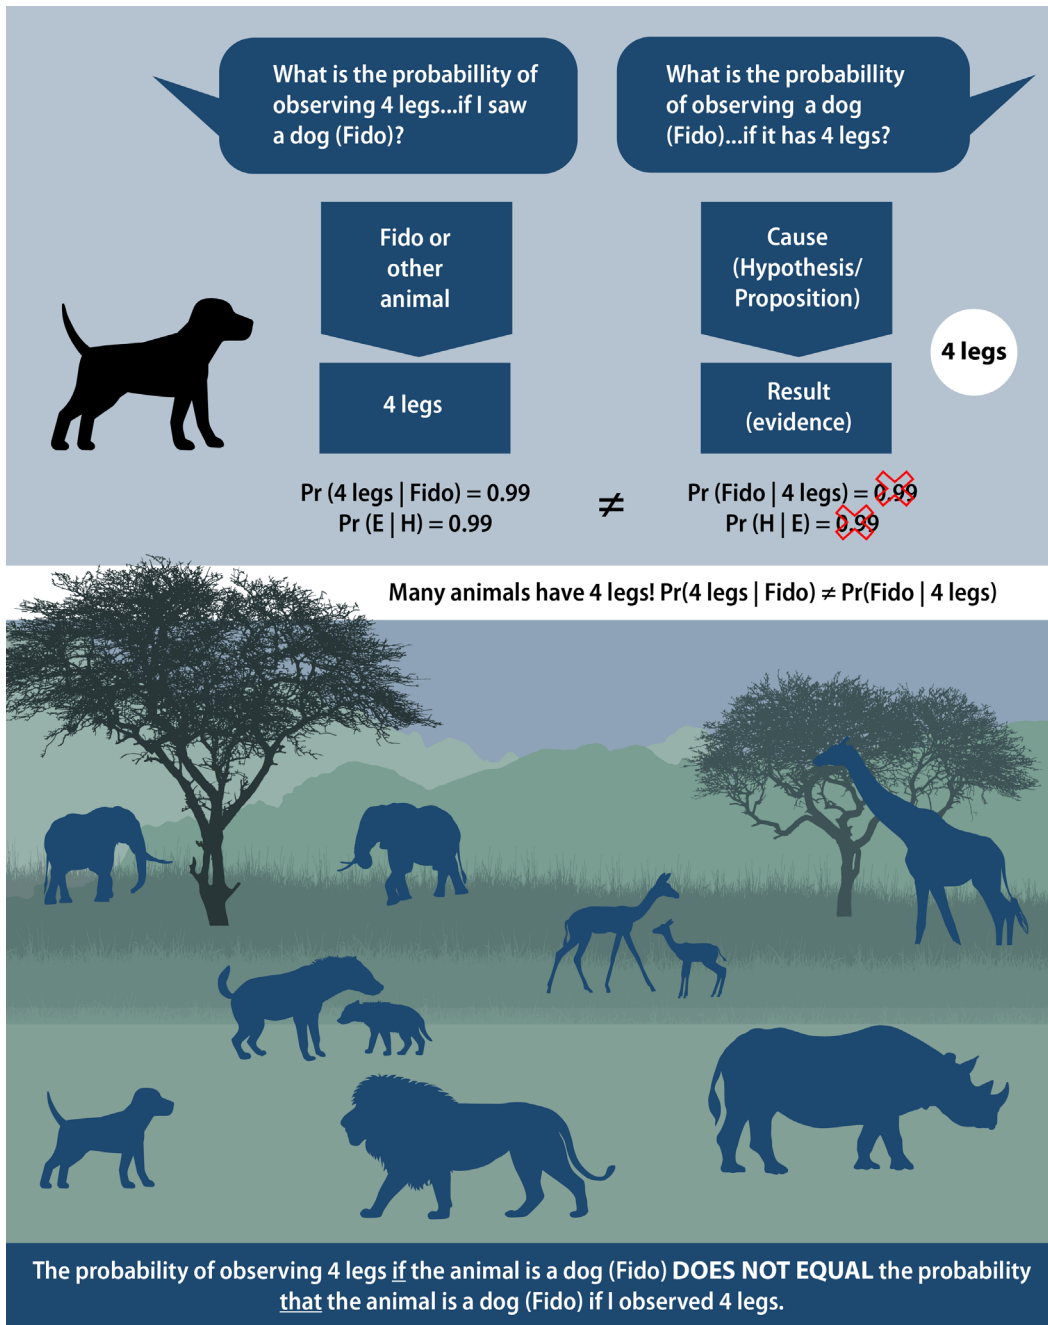 What is the probabillity of
observing 4 legs...if I saw
a dog (Fido)?
What is the probabillity
of observing a dog
(Fido)...if it has 4 legs?
Fido or
other
animal
4 legs
Cause
(Hypothesis/
Proposition)
Result
(evidence)
4 legs
Pr (4 legs | Fido) = 0.99
Pr (E | H) = 0.99
≠
Pr (Fido | 4 legs) = 0.99
Pr (H | E) = 0.99
Many animals have 4 legs! Pr(4 legs | Fido) ≠ Pr(Fido | 4 legs)
The probability of observing 4 legs if the animal is a dog (Fido) DOES NOT EQUAL the probability
that the animal is a dog (Fido) if I observed 4 legs.